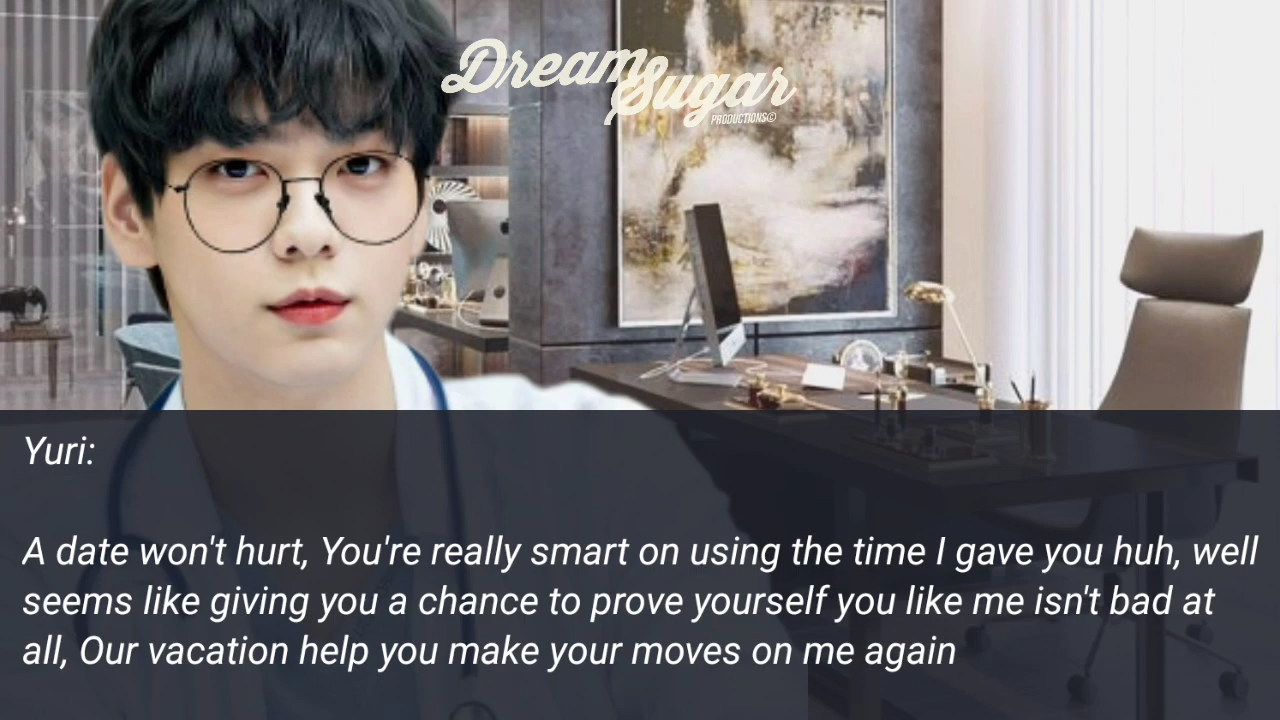 Dream
Sugar
PRODUCTIONS©
Yuri:
A date won't hurt, You're really smart on using the time I gave you huh, well
seems like giving you a chance to prove yourself you like me isn't bad at
all, Our vacation help you make your moves on me again